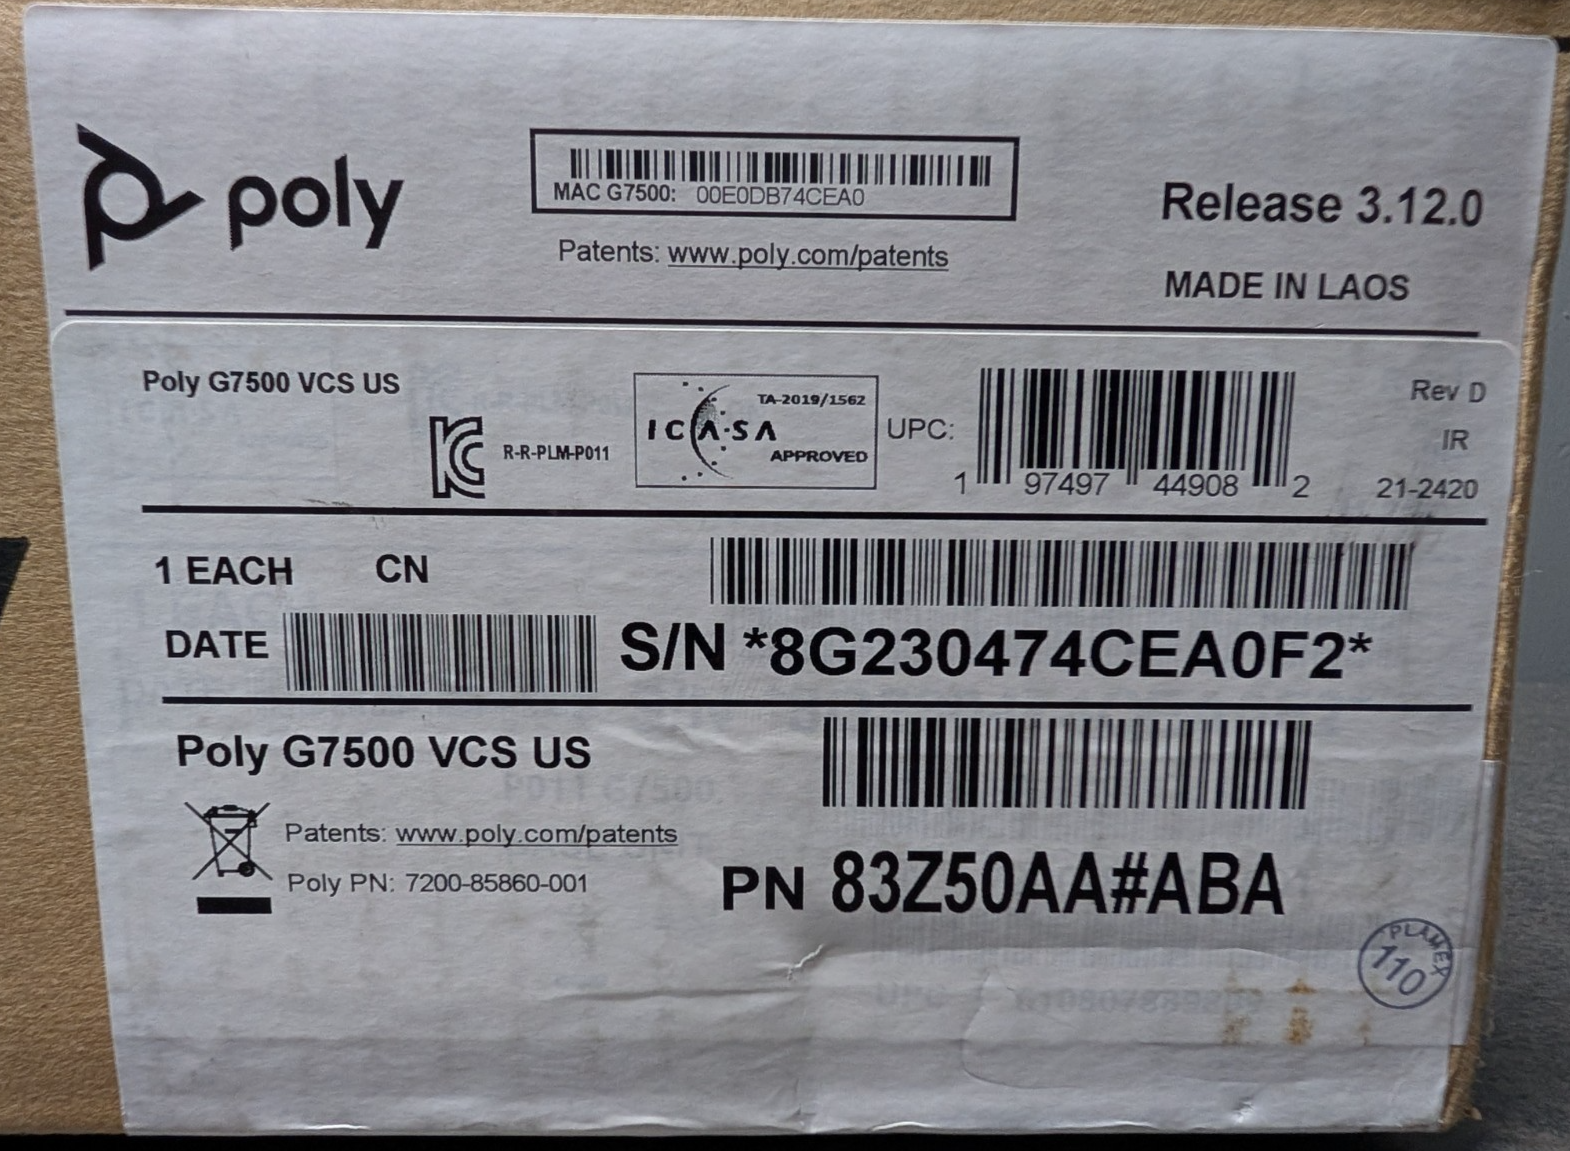 poly
MAC G7500: 00E0DB74CEA0
Patents: www.poly.com/patents
Release 3.12.0
MADE IN LAOS
Poly G7500 VCS US
R-R-PLM-P011
ICASA
TA-2019/1562
APPROVED
UPC:
1 97497 44908 2
Rev D
IR
21-2420
1 EACH CN
DATE
S/N *8G230474CEA0F2*
Poly G7500 VCS US
Patents: www.poly.com/patents
Poly PN: 7200-85860-001
PN 83Z50AA#ABA
PLAMEX
110